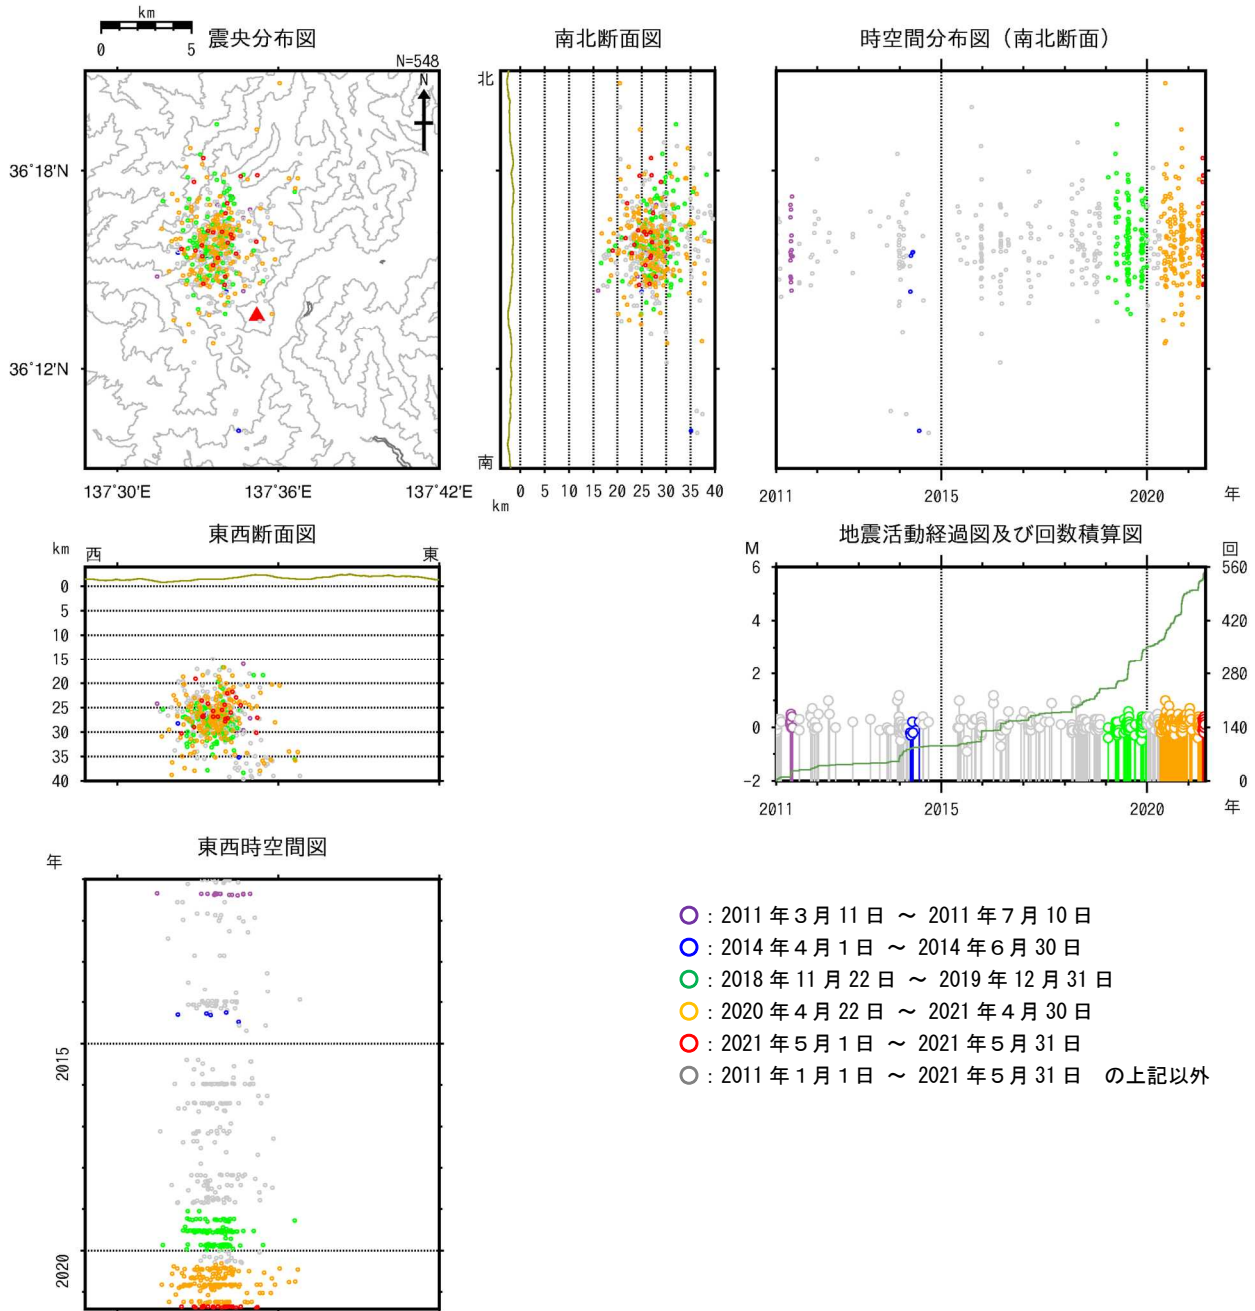 km
0 5
震央分布図
N=548
N
36°18'N
36°12'N
137°30'E 137°36'E 137°42'E
南北断面図
北
南
0 5 10 15 20 25 30 35 40
km
時空間分布図（南北断面）
2011 2015 2020 年
東西断面図
km
西 東
0
5
10
15
20
25
30
35
40
地震活動経過図及び回数積算図
M 回
6 560
4 420
2 280
0 140
-2 0
2011 2015 2020 年
東西時空間図
年
2015
2020
：2011 年３月 11 日 ～ 2011 年７月 10 日
：2014 年４月１日 ～ 2014 年６月 30 日
：2018 年 11 月 22 日 ～ 2019 年 12 月 31 日
：2020 年４月 22 日 ～ 2021 年４月 30 日
：2021 年５月１日 ～ 2021 年５月 31 日
：2011 年１月１日 ～ 2021 年５月 31 日 の上記以外